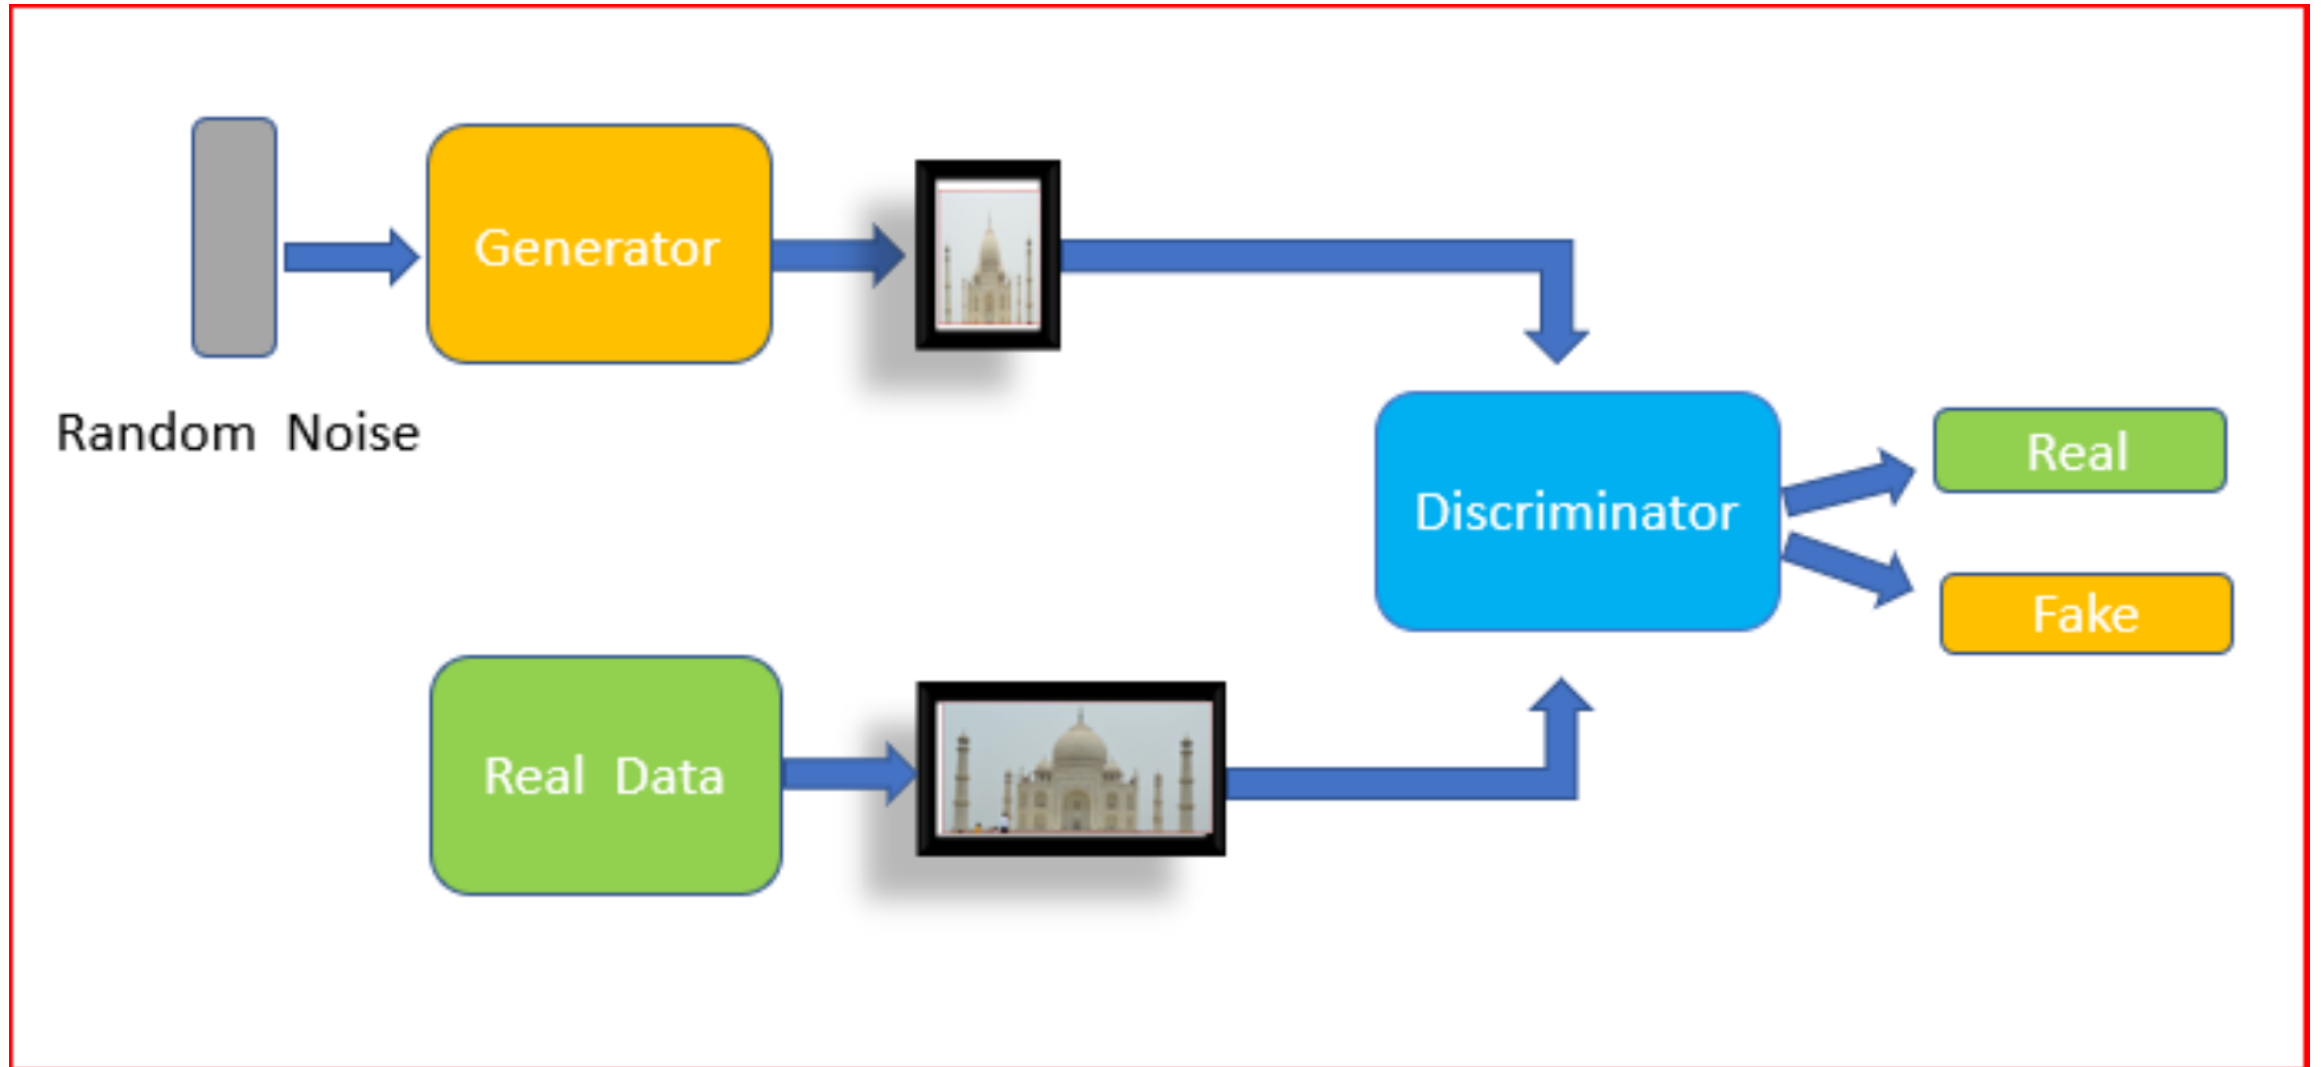 Generator
Random Noise
Real
Discriminator
Fake
Real Data